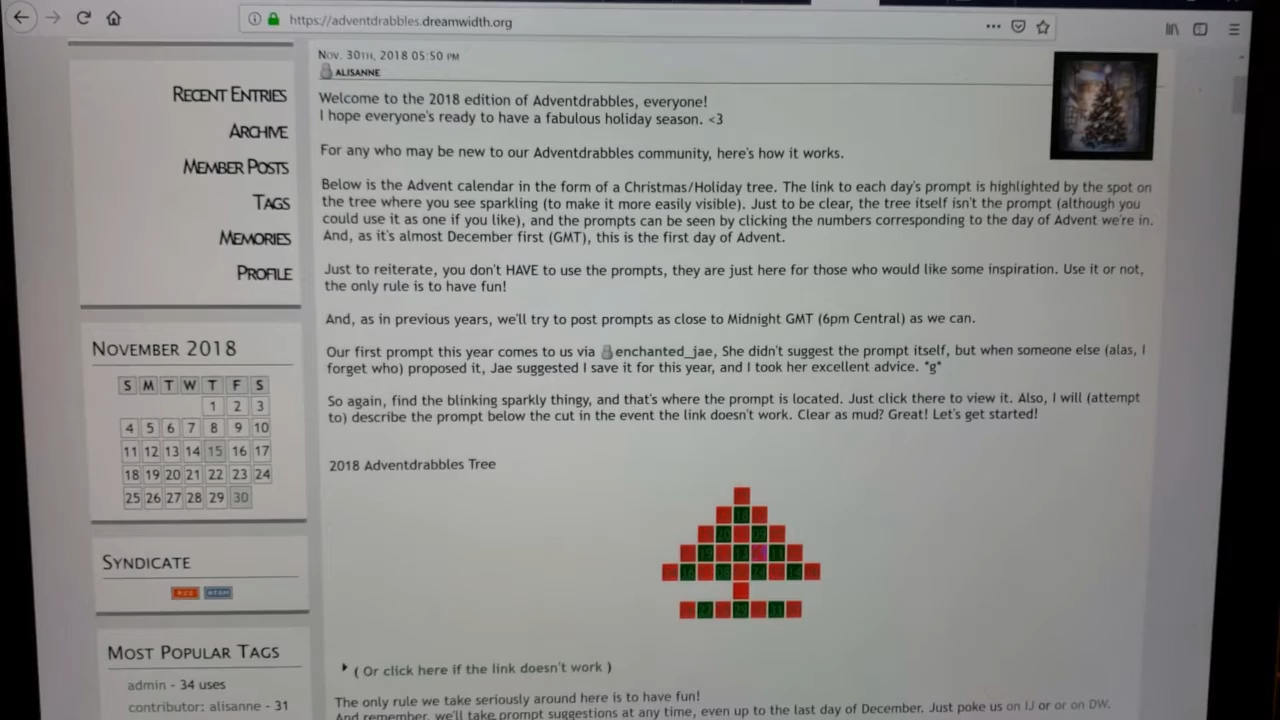 https://adventdrabbles.dreamwidth.org
RECENT ENTRIES
ARCHIVE
MEMBER POSTS
TAGS
MEMORIES
PROFILE
NOVEMBER 2018
S M T W T F S
1 2 3
4 5 6 7 8 9 10
11 12 13 14 15 16 17
18 19 20 21 22 23 24
25 26 27 28 29 30
SYNDICATE
RSS ATOM
MOST POPULAR TAGS
admin - 34 uses
contributor: alisanne - 31
NOV. 30TH, 2018 05:50 PM
ALISANNE
Welcome to the 2018 edition of Adventdrabbles, everyone!
I hope everyone's ready to have a fabulous holiday season. <3
For any who may be new to our Adventdrabbles community, here's how it works.
Below is the Advent calendar in the form of a Christmas/Holiday tree. The link to each day's prompt is highlighted by the spot on
the tree where you see sparkling (to make it more easily visible). Just to be clear, the tree itself isn't the prompt (although you
could use it as one if you like), and the prompts can be seen by clicking the numbers corresponding to the day of Advent we're in.
And, as it's almost December first (GMT), this is the first day of Advent.
Just to reiterate, you don't HAVE to use the prompts, they are just here for those who would like some inspiration. Use it or not,
the only rule is to have fun!
And, as in previous years, we'll try to post prompts as close to Midnight GMT (6pm Central) as we can.
Our first prompt this year comes to us via enchanted_jae, She didn't suggest the prompt itself, but when someone else (alas, I
forget who) proposed it, Jae suggested I save it for this year, and I took her excellent advice. *g*
So again, find the blinking sparkly thingy, and that's where the prompt is located. Just click there to view it. Also, I will (attempt
to) describe the prompt below the cut in the event the link doesn't work. Clear as mud? Great! Let's get started!
2018 Adventdrabbles Tree
( Or click here if the link doesn't work )
The only rule we take seriously around here is to have fun!
And remember, we'll take prompt suggestions at any time, even up to the last day of December. Just poke us on IJ or or on DW.